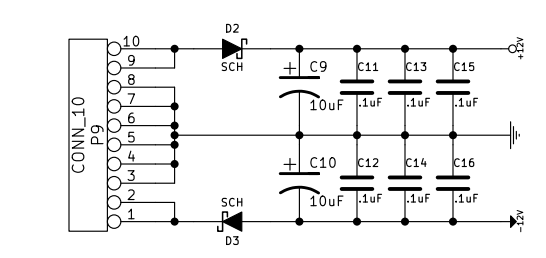 CONN_10
P9
10
9
8
7
6
5
4
3
2
1
D2
SCH
SCH
D3
+
C9
10uF
C11
.1uF
C13
.1uF
C15
.1uF
+
C10
10uF
C12
.1uF
C14
.1uF
C16
.1uF
+12V
-12V